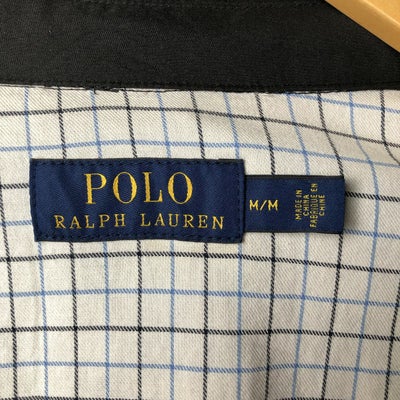 POLO
RALPH LAUREN
M/M
MADE IN
CHINA
FABRIQUÉ EN
CHINE